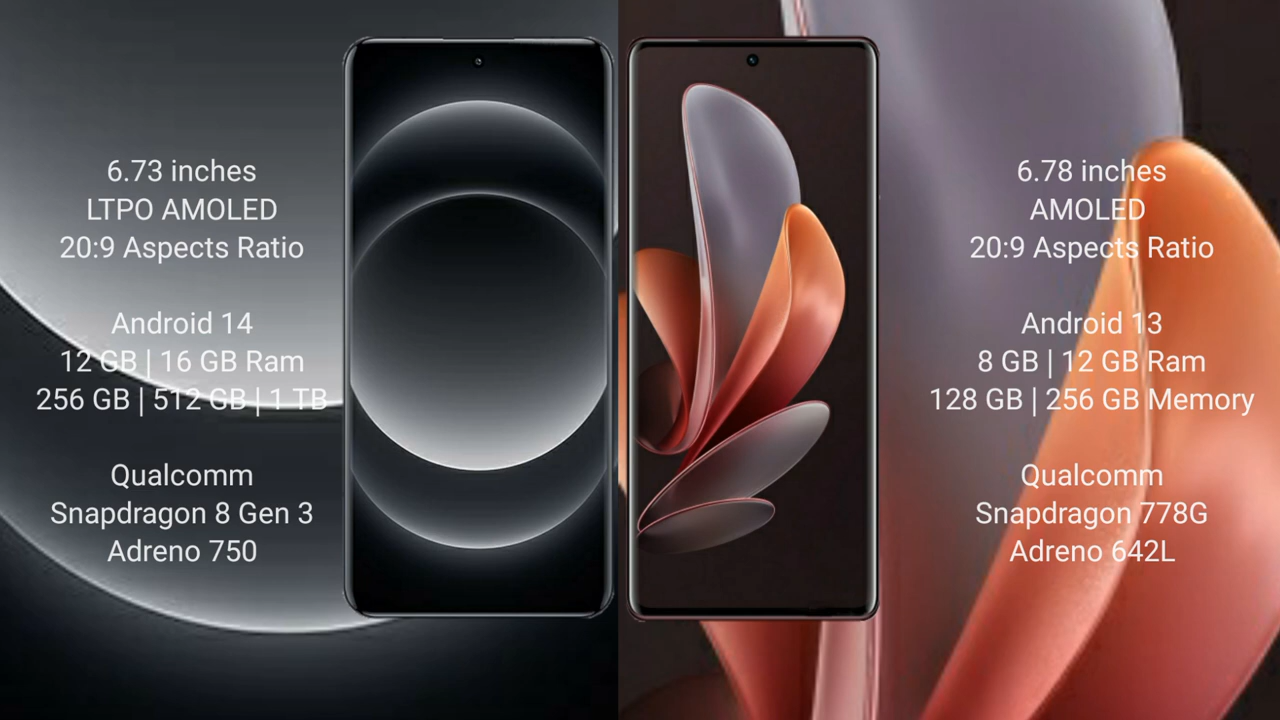 6.73 inches
LTPO AMOLED
20:9 Aspects Ratio
Android 14
12 GB | 16 GB Ram
256 GB | 512 GB | 1 TB
Qualcomm
Snapdragon 8 Gen 3
Adreno 750
6.78 inches
AMOLED
20:9 Aspects Ratio
Android 13
8 GB | 12 GB Ram
128 GB | 256 GB Memory
Qualcomm
Snapdragon 778G
Adreno 642L